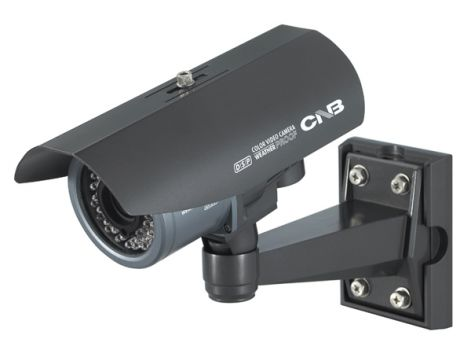 CNB
COLOR VIDEO CAMERA
D·S·P WEATHERPROOF